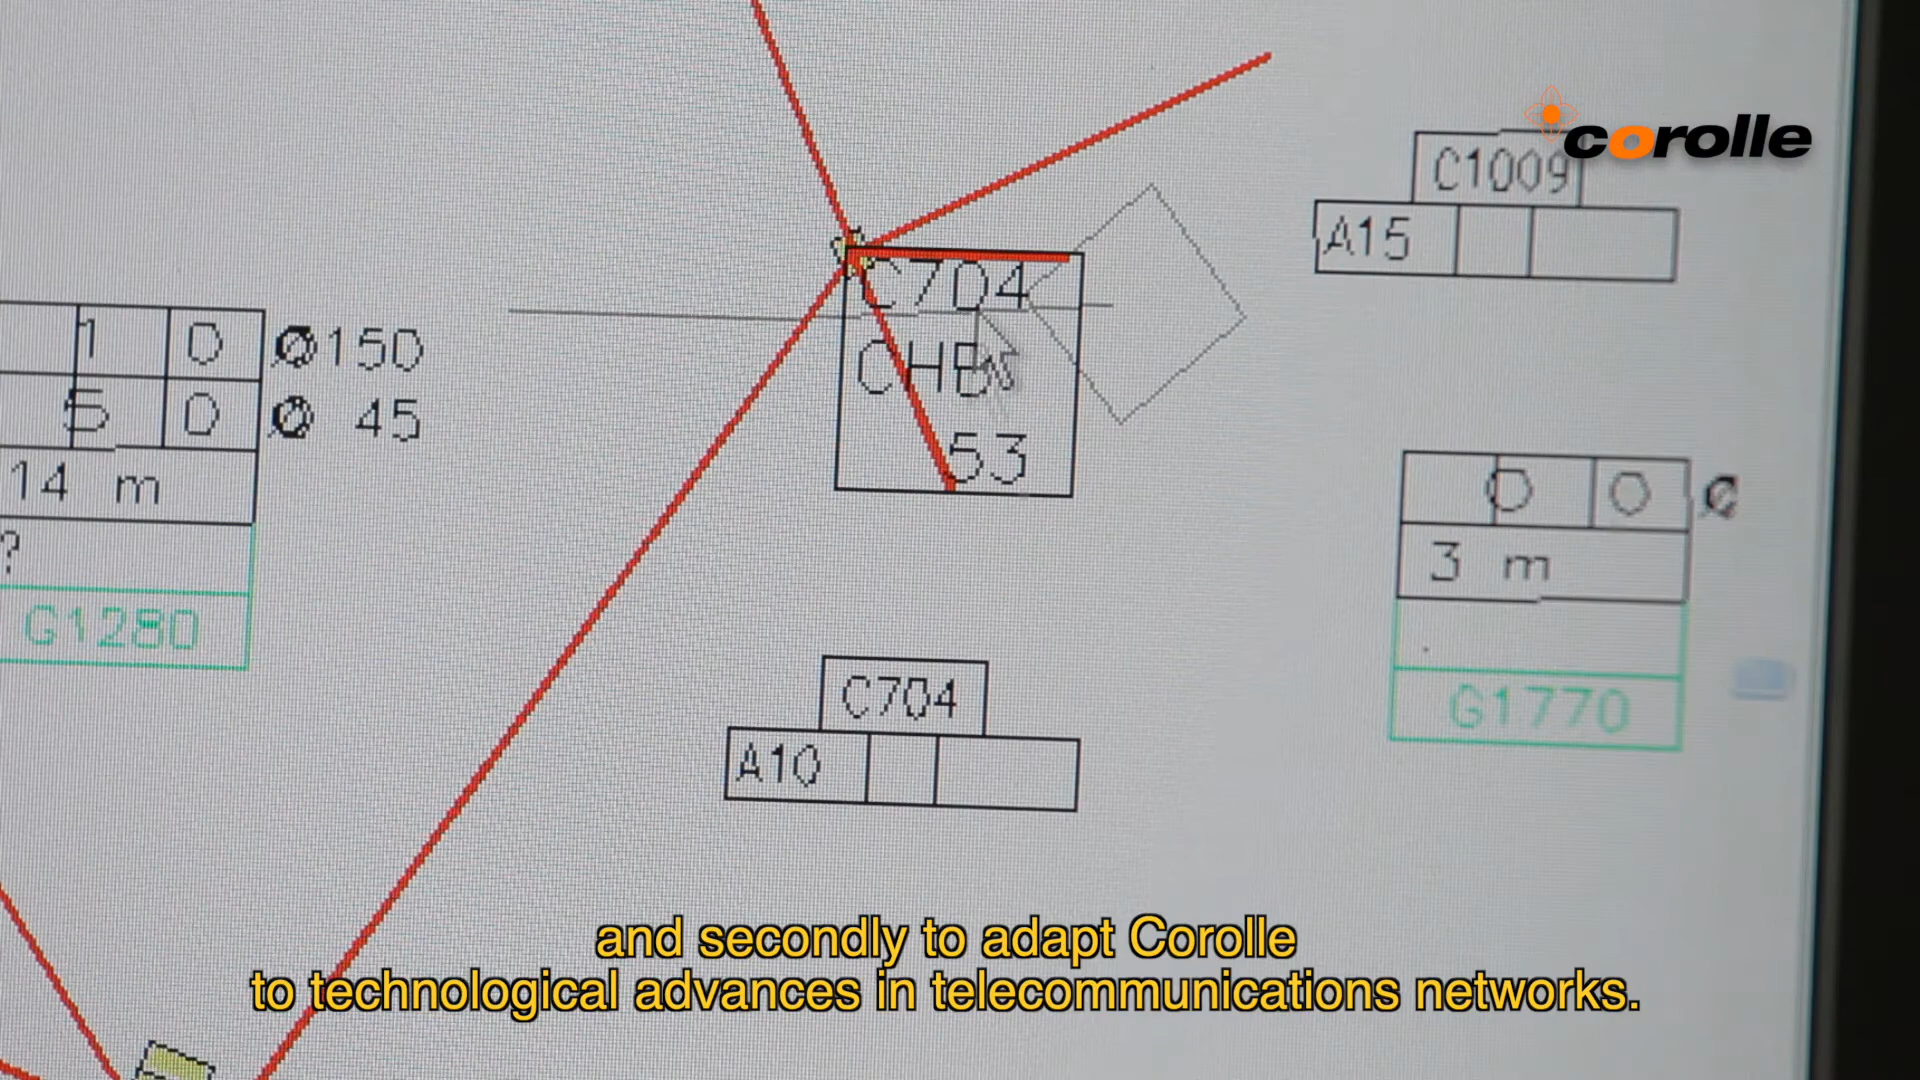 corolle
C1009
A15
C704
CHB
53
1 0 Ø150
5 0 Ø 45
14 m
?
G1280
0 0 Ø
3 m
.
G1770
C704
A10
and secondly to adapt Corolle
to technological advances in telecommunications networks.